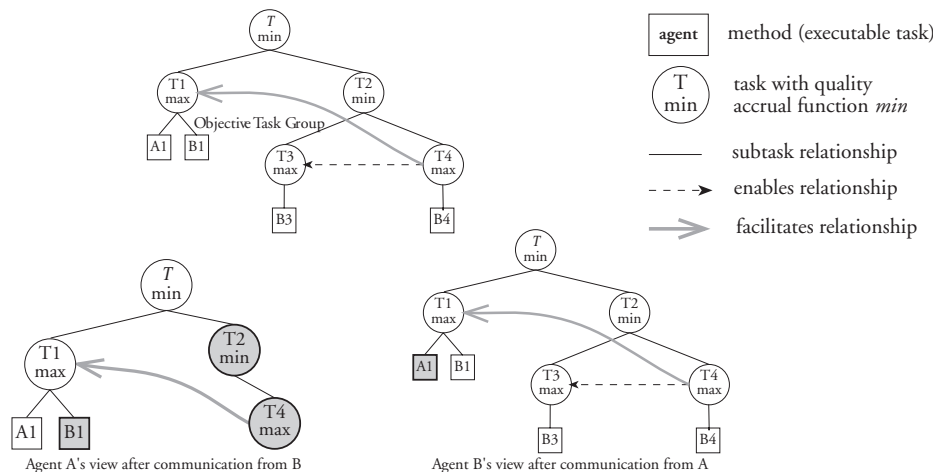 T
min
T1
max
T2
min
Objective Task Group
A1
B1
T3
max
T4
max
B3
B4
agent
method (executable task)
T
min
task with quality
accrual function min
subtask relationship
enables relationship
facilitates relationship
T
min
T1
max
T2
min
T4
max
A1
B1
Agent A's view after communication from B
T
min
T1
max
T2
min
A1
B1
T3
max
T4
max
B3
B4
Agent B's view after communication from A